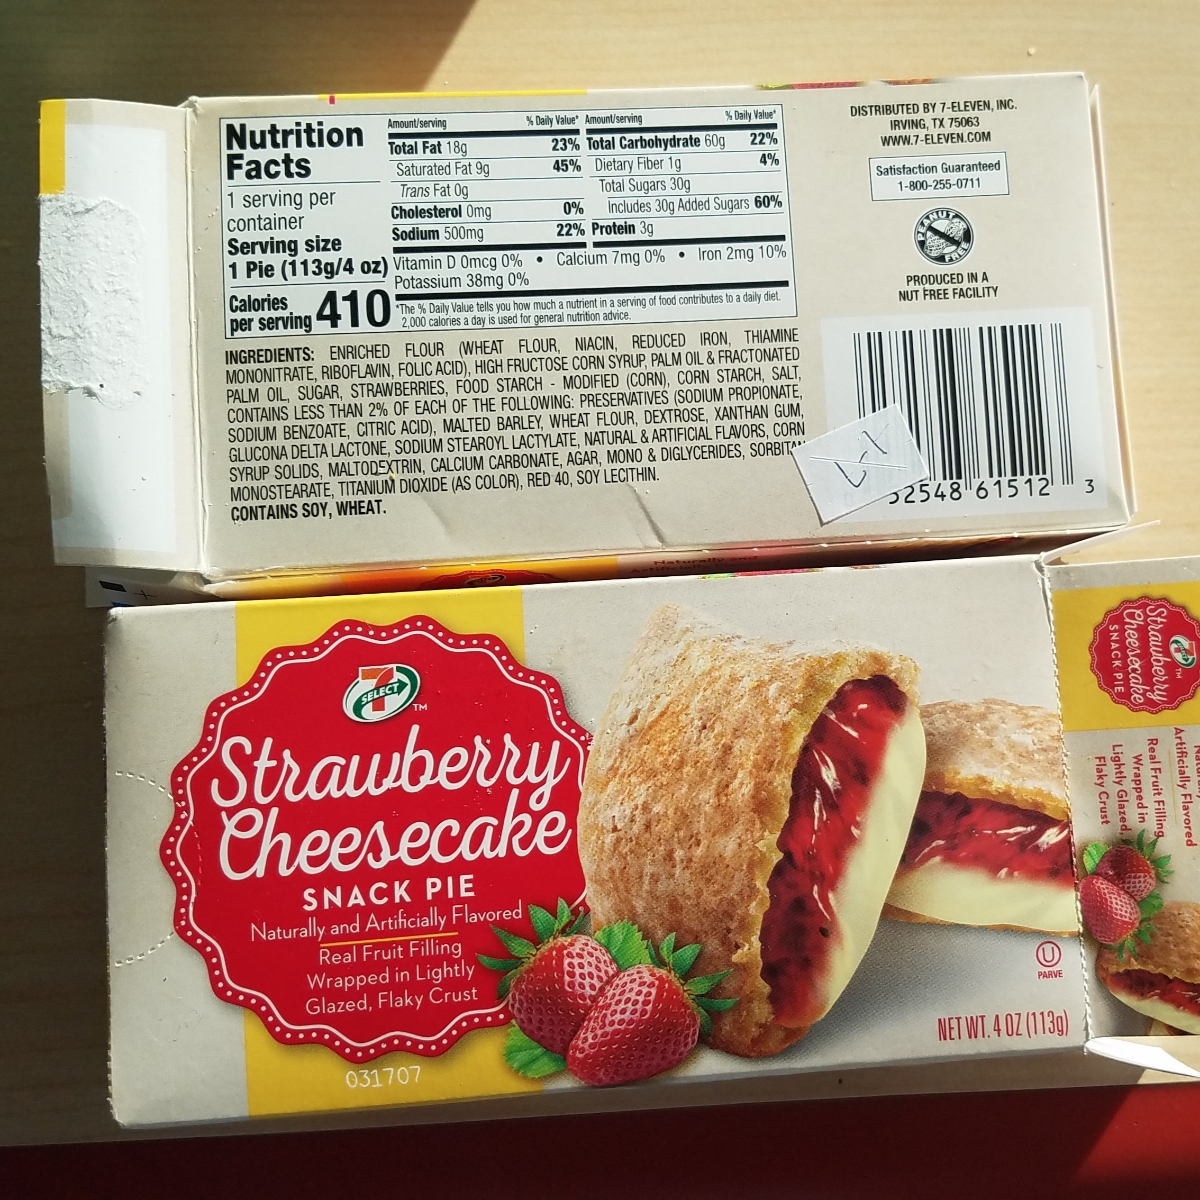 Nutrition
Facts
1 serving per
container
Serving size
1 Pie (113g/4 oz)
Calories
per serving 410
Amount/serving % Daily Value*
Total Fat 18g 23%
Saturated Fat 9g 45%
Trans Fat 0g
Cholesterol 0mg 0%
Sodium 500mg 22%
Amount/serving % Daily Value*
Total Carbohydrate 60g 22%
Dietary Fiber 1g 4%
Total Sugars 30g
Includes 30g Added Sugars 60%
Protein 3g
Vitamin D 0mcg 0% • Calcium 7mg 0% • Iron 2mg 10%
Potassium 38mg 0%
*The % Daily Value tells you how much a nutrient in a serving of food contributes to a daily diet.
2,000 calories a day is used for general nutrition advice.
INGREDIENTS: ENRICHED FLOUR (WHEAT FLOUR, NIACIN, REDUCED IRON, THIAMINE
MONONITRATE, RIBOFLAVIN, FOLIC ACID), HIGH FRUCTOSE CORN SYRUP, PALM OIL & FRACTONATED
PALM OIL, SUGAR, STRAWBERRIES, FOOD STARCH - MODIFIED (CORN), CORN STARCH, SALT,
CONTAINS LESS THAN 2% OF EACH OF THE FOLLOWING: PRESERVATIVES (SODIUM PROPIONATE,
SODIUM BENZOATE, CITRIC ACID), MALTED BARLEY, WHEAT FLOUR, DEXTROSE, XANTHAN GUM,
GLUCONA DELTA LACTONE, SODIUM STEAROYL LACTYLATE, NATURAL & ARTIFICIAL FLAVORS, CORN
SYRUP SOLIDS, MALTODEXTRIN, CALCIUM CARBONATE, AGAR, MONO & DIGLYCERIDES, SORBITAN
MONOSTEARATE, TITANIUM DIOXIDE (AS COLOR), RED 40, SOY LECITHIN.
CONTAINS SOY, WHEAT.
DISTRIBUTED BY 7-ELEVEN, INC.
IRVING, TX 75063
WWW.7-ELEVEN.COM
Satisfaction Guaranteed
1-800-255-0711
PEANUT
FREE
PRODUCED IN A
NUT FREE FACILITY
52548 61512 3
Naturally and
7 SELECT TM
Strawberry
Cheesecake
SNACK PIE
Naturally and Artificially Flavored
Real Fruit Filling
Wrapped in Lightly
Glazed, Flaky Crust
031707
U
PARVE
NET WT. 4 OZ (113g)
7 TM
Strawberry
Cheesecake
SNACK PIE
Artificially Flavored
Real Fruit Filling
Wrapped in
Lightly Glazed,
Flaky Crust